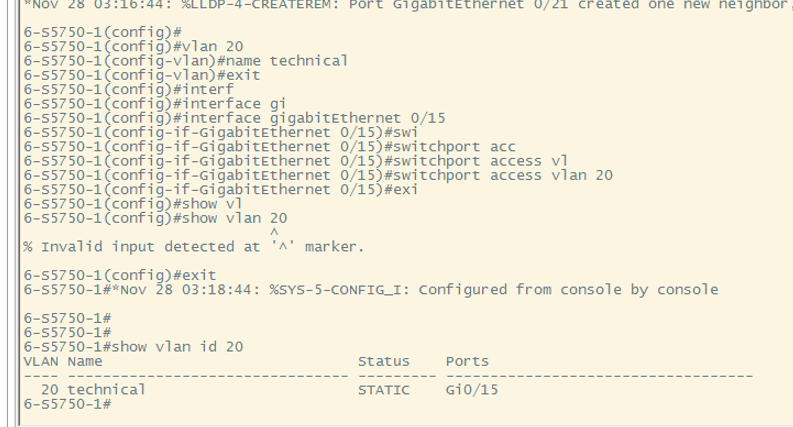 *Nov 28 03:16:44: %LLDP-4-CREATEREM: Port GigabitEthernet 0/21 created one new neighbor,
6-S5750-1(config)#
6-S5750-1(config)#vlan 20
6-S5750-1(config-vlan)#name technical
6-S5750-1(config-vlan)#exit
6-S5750-1(config)#interf
6-S5750-1(config)#interface gi
6-S5750-1(config)#interface gigabitEthernet 0/15
6-S5750-1(config-if-GigabitEthernet 0/15)#swi
6-S5750-1(config-if-GigabitEthernet 0/15)#switchport acc
6-S5750-1(config-if-GigabitEthernet 0/15)#switchport access vl
6-S5750-1(config-if-GigabitEthernet 0/15)#switchport access vlan 20
6-S5750-1(config-if-GigabitEthernet 0/15)#exi
6-S5750-1(config)#show vl
6-S5750-1(config)#show vlan 20
^
% Invalid input detected at '^' marker.
6-S5750-1(config)#exit
6-S5750-1#*Nov 28 03:18:44: %SYS-5-CONFIG_I: Configured from console by console
6-S5750-1#
6-S5750-1#
6-S5750-1#show vlan id 20
VLAN Name Status Ports
---- -------------------------------- --------- -----------------------------------
20 technical STATIC Gi0/15
6-S5750-1#